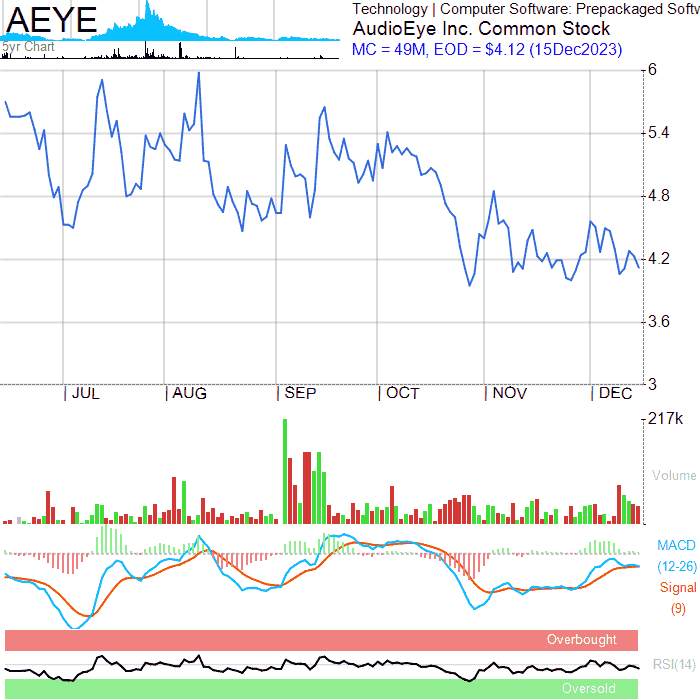 AEYE
5yr Chart
Technology | Computer Software: Prepackaged Softw
AudioEye Inc. Common Stock
MC = 49M, EOD = $4.12 (15Dec2023)
6
5.4
4.8
4.2
3.6
3
JUL
AUG
SEP
OCT
NOV
DEC
217k
Volume
MACD
(12-26)
Signal
(9)
Overbought
RSI(14)
Oversold